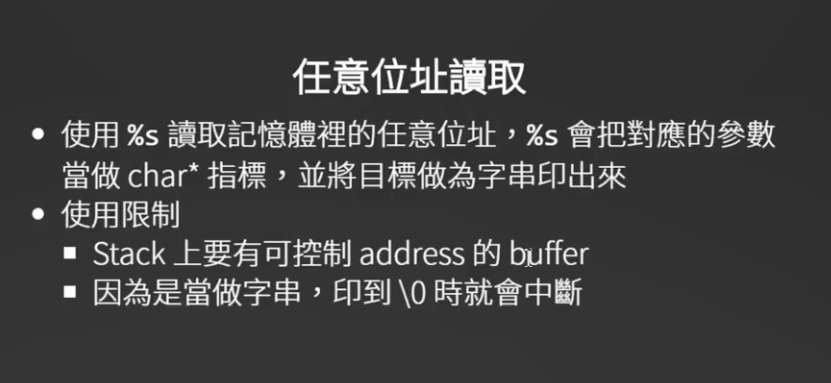 任意位址讀取
• 使用 %s 讀取記憶體裡的任意位址，%s 會把對應的參數
當做 char* 指標，並將目標做為字串印出來
• 使用限制
▪ Stack 上要有可控制 address 的 buffer
▪ 因為是當做字串，印到 \0 時就會中斷